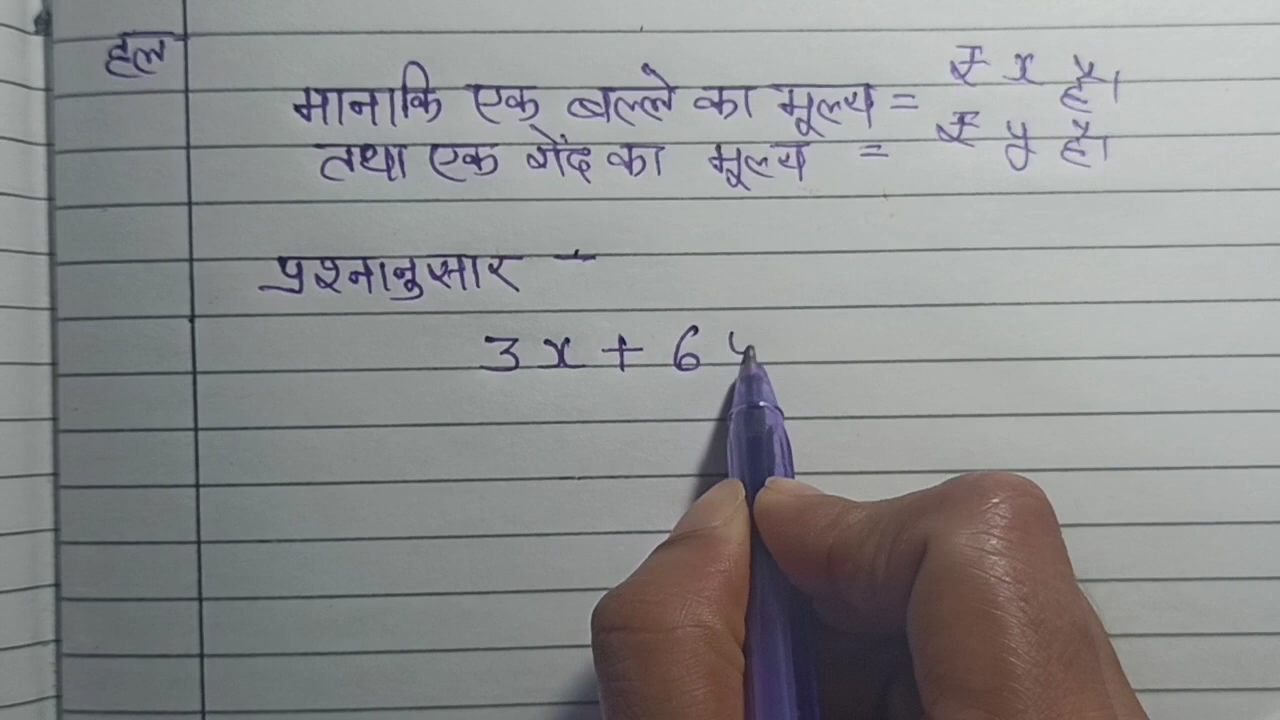 हल
मानाकि एक बल्ले का मूल्य = ₹ x है।
तथा एक गेंद का मूल्य = ₹ y है।
प्रश्नानुसार -
3x + 6y